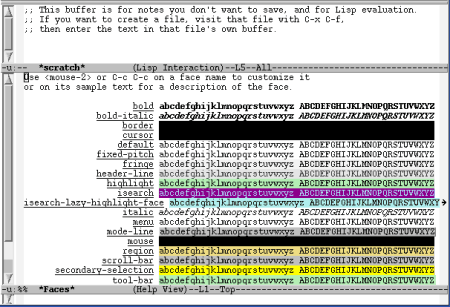 ;; This buffer is for notes you don't want to save, and for Lisp evaluation.
;; If you want to create a file, visit that file with C-x C-f,
;; then enter the text in that file's own buffer.
-u:-- *scratch* (Lisp Interaction)--L5--All
Use <mouse-2> or C-c C-c on a face name to customize it
or on its sample text for a description of the face.
bold abcdefghijklmnopqrstuvwxyz ABCDEFGHIJKLMNOPQRSTUVWXYZ
bold-italic abcdefghijklmnopqrstuvwxyz ABCDEFGHIJKLMNOPQRSTUVWXYZ
border
cursor
default abcdefghijklmnopqrstuvwxyz ABCDEFGHIJKLMNOPQRSTUVWXYZ
fixed-pitch abcdefghijklmnopqrstuvwxyz ABCDEFGHIJKLMNOPQRSTUVWXYZ
fringe abcdefghijklmnopqrstuvwxyz ABCDEFGHIJKLMNOPQRSTUVWXYZ
header-line abcdefghijklmnopqrstuvwxyz ABCDEFGHIJKLMNOPQRSTUVWXYZ
highlight abcdefghijklmnopqrstuvwxyz ABCDEFGHIJKLMNOPQRSTUVWXYZ
isearch abcdefghijklmnopqrstuvwxyz ABCDEFGHIJKLMNOPQRSTUVWXYZ
isearch-lazy-highlight-face abcdefghijklmnopqrstuvwxyz ABCDEFGHIJKLMNOPQRSTUVWXY
italic abcdefghijklmnopqrstuvwxyz ABCDEFGHIJKLMNOPQRSTUVWXYZ
menu abcdefghijklmnopqrstuvwxyz ABCDEFGHIJKLMNOPQRSTUVWXYZ
mode-line abcdefghijklmnopqrstuvwxyz ABCDEFGHIJKLMNOPQRSTUVWXYZ
mouse
region abcdefghijklmnopqrstuvwxyz ABCDEFGHIJKLMNOPQRSTUVWXYZ
scroll-bar abcdefghijklmnopqrstuvwxyz ABCDEFGHIJKLMNOPQRSTUVWXYZ
secondary-selection abcdefghijklmnopqrstuvwxyz ABCDEFGHIJKLMNOPQRSTUVWXYZ
tool-bar abcdefghijklmnopqrstuvwxyz ABCDEFGHIJKLMNOPQRSTUVWXYZ
-u:%% *Faces* (Help View)--L1--Top